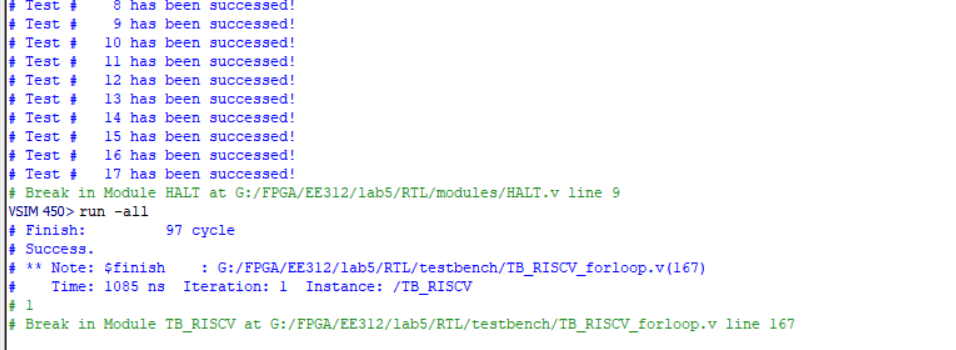 # Test #    8 has been successed!
# Test #    9 has been successed!
# Test #   10 has been successed!
# Test #   11 has been successed!
# Test #   12 has been successed!
# Test #   13 has been successed!
# Test #   14 has been successed!
# Test #   15 has been successed!
# Test #   16 has been successed!
# Test #   17 has been successed!
# Break in Module HALT at G:/FPGA/EE312/lab5/RTL/modules/HALT.v line 9
VSIM 450> run -all
# Finish:         97 cycle
# Success.
# ** Note: $finish    : G:/FPGA/EE312/lab5/RTL/testbench/TB_RISCV_forloop.v(167)
#    Time: 1085 ns  Iteration: 1  Instance: /TB_RISCV
# 1
# Break in Module TB_RISCV at G:/FPGA/EE312/lab5/RTL/testbench/TB_RISCV_forloop.v line 167